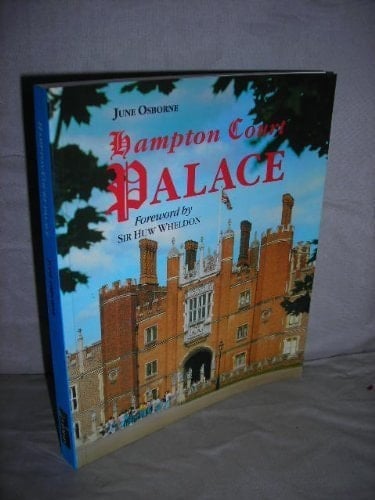 JUNE OSBORNE
Hampton Court
PALACE
Foreword by
SIR HUW WHELDON